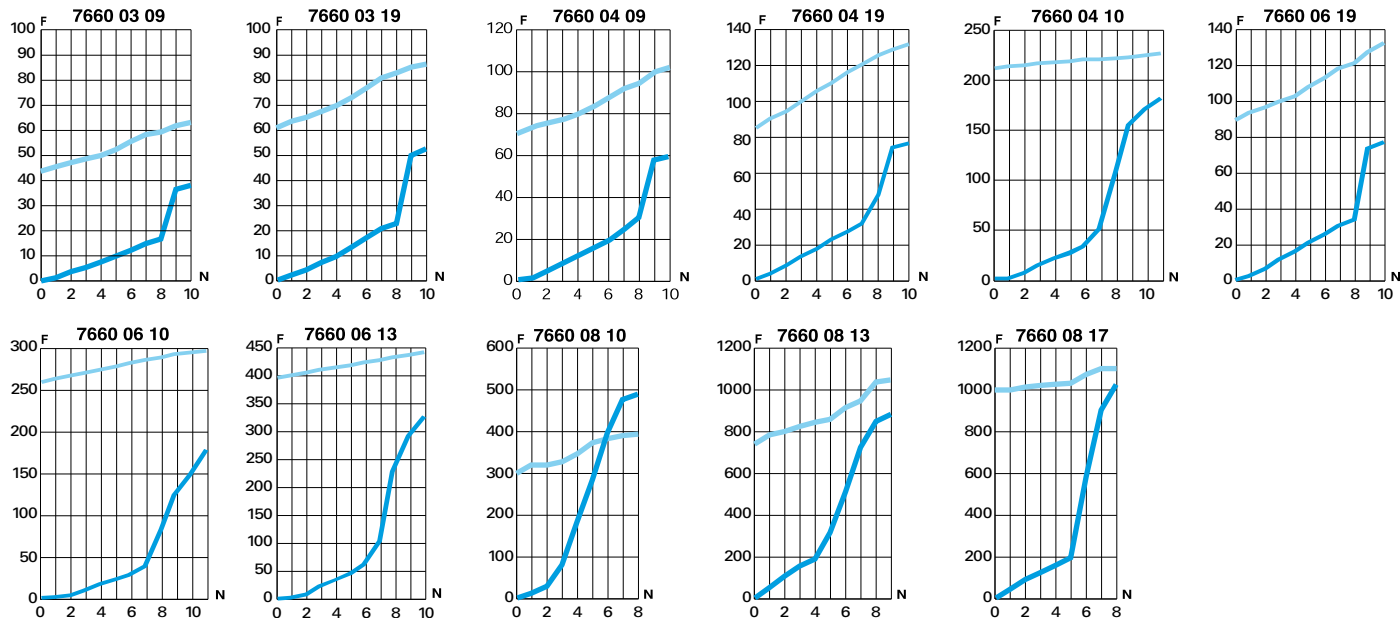 F 7660 03 09
100
90
80
70
60
50
40
30
20
10
0
N
0 2 4 6 8 10
F 7660 03 19
100
90
80
70
60
50
40
30
20
10
0
N
0 2 4 6 8 10
F 7660 04 09
120
100
80
60
40
20
0
N
0 2 4 6 8 10
F 7660 04 19
140
120
100
80
60
40
20
0
N
0 2 4 6 8 10
F 7660 04 10
250
200
150
100
50
0
N
0 2 4 6 8 10
F 7660 06 19
140
120
100
80
60
40
20
0
N
0 2 4 6 8 10
F 7660 06 10
300
250
200
150
100
50
0
N
0 2 4 6 8 10
F 7660 06 13
450
400
350
300
250
200
150
100
50
0
N
0 2 4 6 8 10
F 7660 08 10
600
500
400
300
200
100
0
N
0 2 4 6 8
F 7660 08 13
1200
1000
800
600
400
200
0
N
0 2 4 6 8
F 7660 08 17
1200
1000
800
600
400
200
0
N
0 2 4 6 8